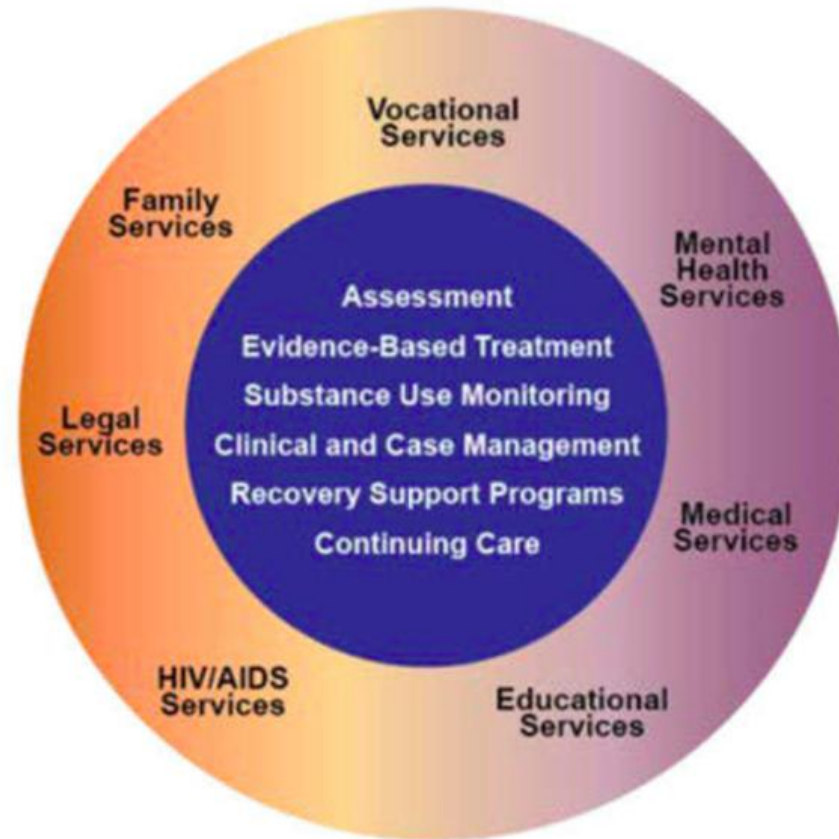 Vocational
Services
Family
Services
Mental
Health
Services
Assessment
Evidence-Based Treatment
Substance Use Monitoring
Clinical and Case Management
Recovery Support Programs
Continuing Care
Legal
Services
Medical
Services
HIV/AIDS
Services
Educational
Services